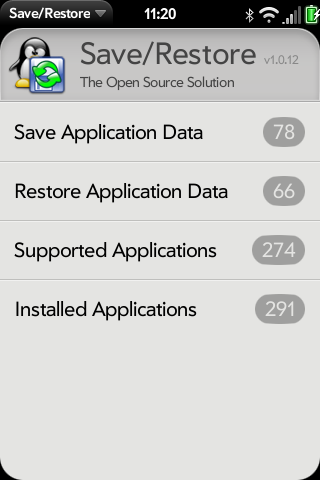 Save/Restore 11:20
Save/Restore v1.0.12
The Open Source Solution
Save Application Data 78
Restore Application Data 66
Supported Applications 274
Installed Applications 291